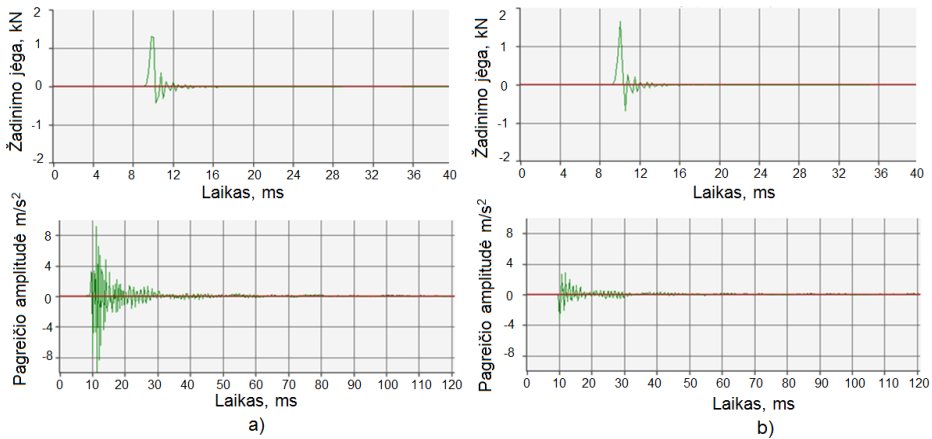 Žadinimo jėga, kN
2
1
0
-1
-2
0 4 8 12 16 20 24 28 32 36 40
Laikas, ms
Žadinimo jėga, kN
2
1
0
-1
-2
0 4 8 12 16 20 24 28 32 36 40
Laikas, ms
Pagreičio amplitudė m/s²
8
4
0
-4
-8
0 10 20 30 40 50 60 70 80 90 100 110 120
Laikas, ms
a)
Pagreičio amplitudė m/s²
8
4
0
-4
-8
0 10 20 30 40 50 60 70 80 90 100 110 120
Laikas, ms
b)